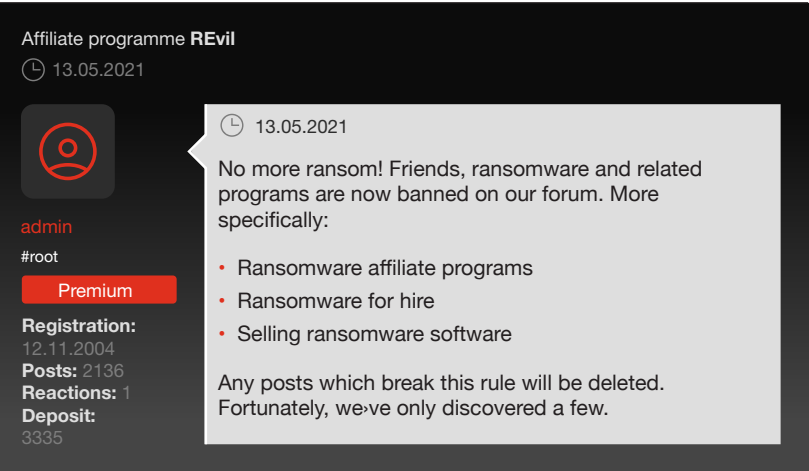 Affiliate programme REvil
13.05.2021
admin
#root
Premium
Registration:
12.11.2004
Posts: 2136
Reactions: 1
Deposit:
3335
13.05.2021
No more ransom! Friends, ransomware and related
programs are now banned on our forum. More
specifically:
• Ransomware affiliate programs
• Ransomware for hire
• Selling ransomware software
Any posts which break this rule will be deleted.
Fortunately, we›ve only discovered a few.